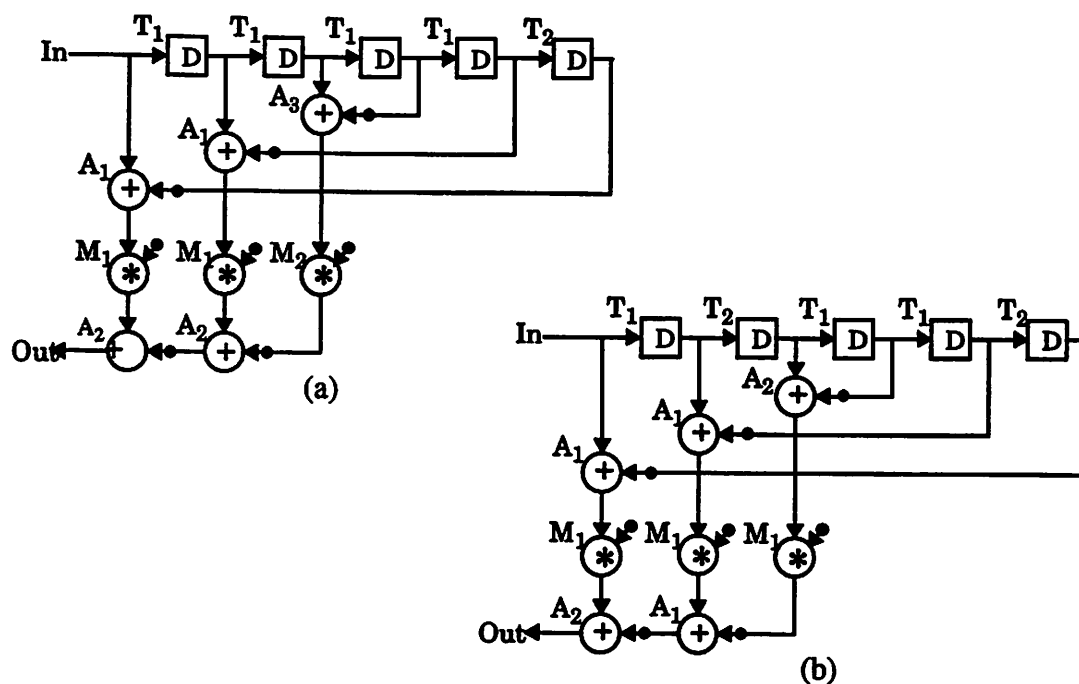 T1 T1 T1 T1 T2
In D D D D D
A3 +
A1 +
A1 +
M1 * M1 * M2 *
A2 + A2 +
Out
(a)
T1 T2 T1 T1 T2
In D D D D D
A2 +
A1 +
A1 +
M1 * M1 * M1 *
A2 + A1 +
Out
(b)